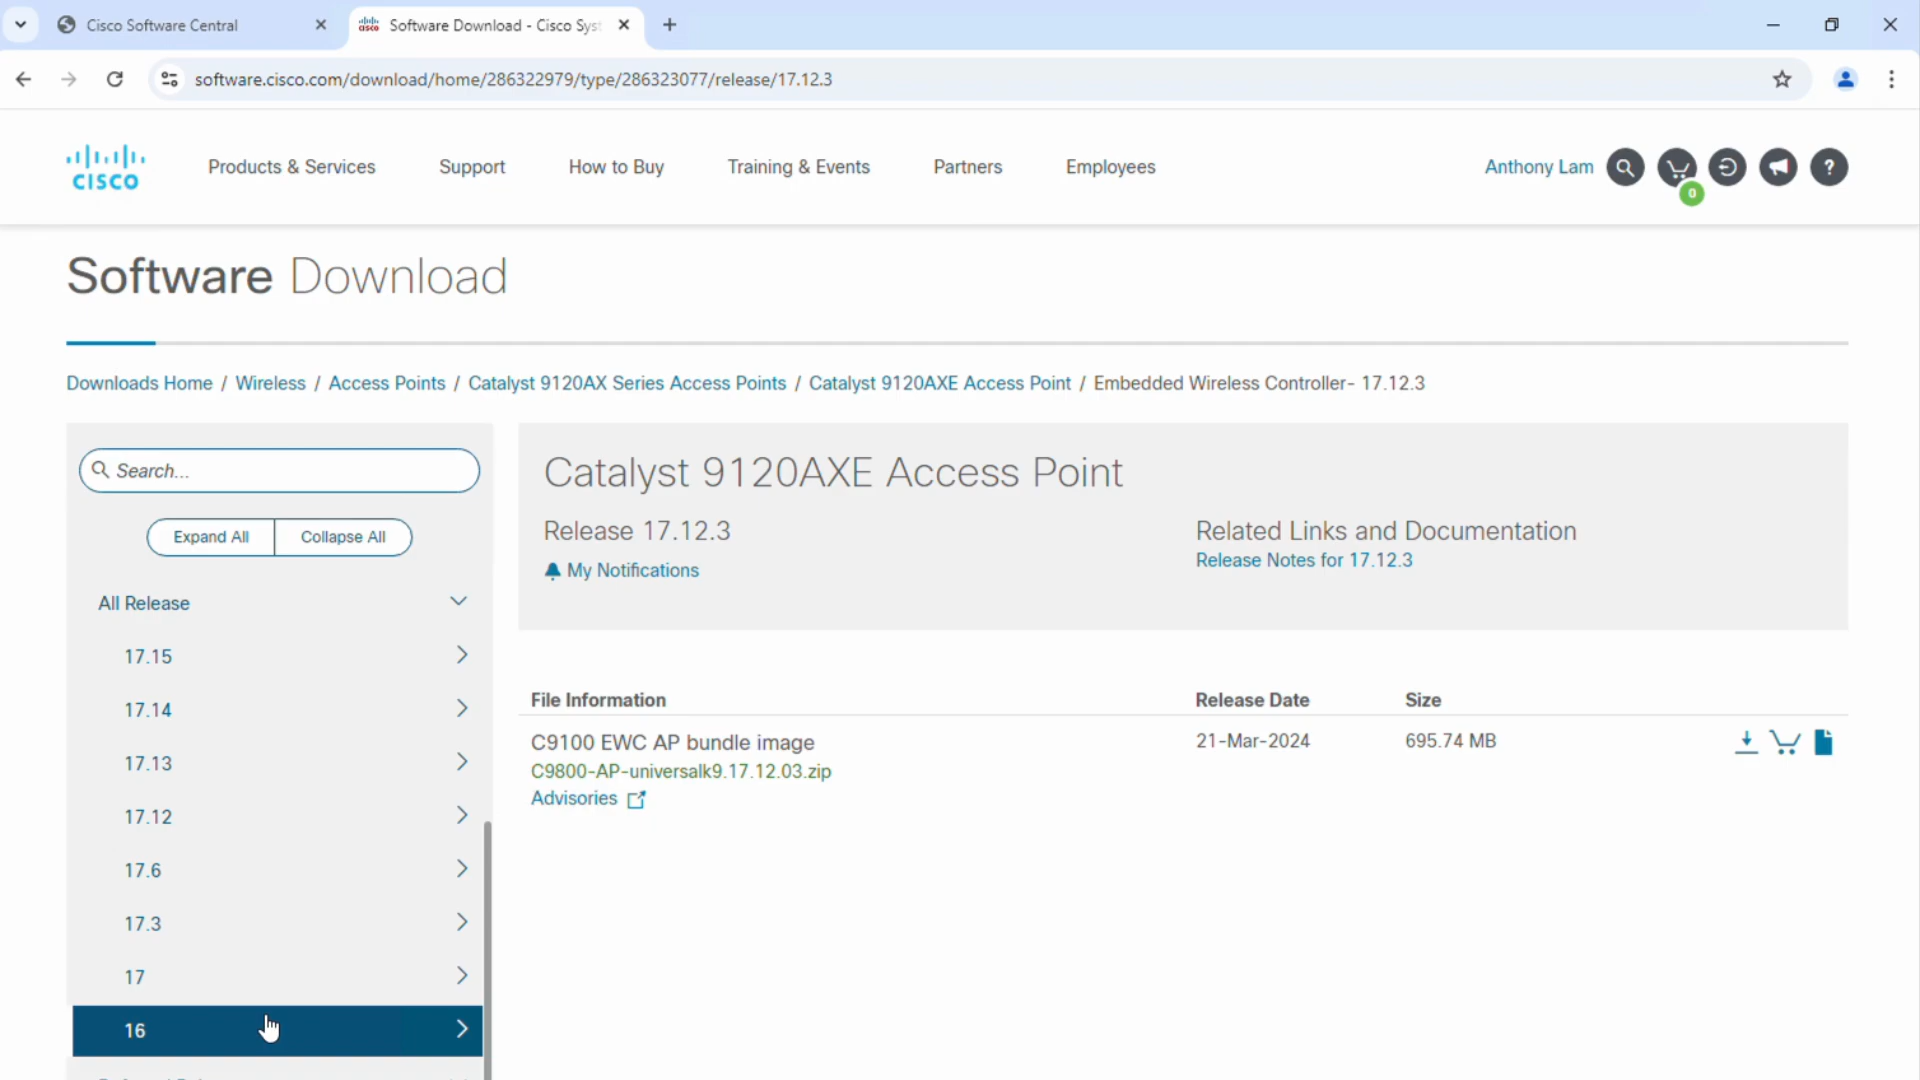 Cisco Software Central
Software Download - Cisco Sys
software.cisco.com/download/home/286322979/type/286323077/release/17.12.3
CISCO
Products & Services
Support
How to Buy
Training & Events
Partners
Employees
Anthony Lam
0
?
Software Download
Downloads Home / Wireless / Access Points / Catalyst 9120AX Series Access Points / Catalyst 9120AXE Access Point / Embedded Wireless Controller- 17.12.3
Search...
Expand All
Collapse All
All Release
17.15
17.14
17.13
17.12
17.6
17.3
17
16
Catalyst 9120AXE Access Point
Release 17.12.3
My Notifications
Related Links and Documentation
Release Notes for 17.12.3
File Information
Release Date
Size
C9100 EWC AP bundle image
21-Mar-2024
695.74 MB
C9800-AP-universalk9.17.12.03.zip
Advisories